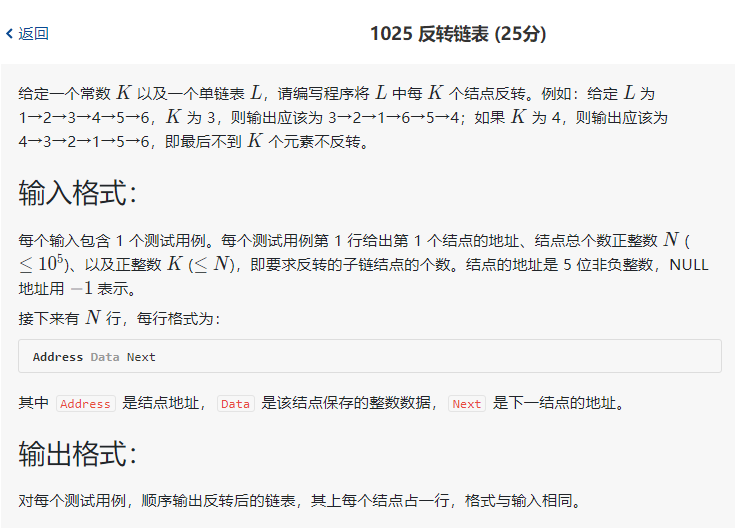 返回
1025 反转链表 (25分)
给定一个常数 K 以及一个单链表 L，请编写程序将 L 中每 K 个结点反转。例如：给定 L 为
1→2→3→4→5→6，K 为 3，则输出应该为 3→2→1→6→5→4；如果 K 为 4，则输出应该为
4→3→2→1→5→6，即最后不到 K 个元素不反转。
输入格式：
每个输入包含 1 个测试用例。每个测试用例第 1 行给出第 1 个结点的地址、结点总个数正整数 N (
≤ 10⁵)、以及正整数 K (≤ N)，即要求反转的子链结点的个数。结点的地址是 5 位非负整数，NULL
地址用 −1 表示。
接下来有 N 行，每行格式为：
Address Data Next
其中 Address 是结点地址， Data 是该结点保存的整数数据， Next 是下一结点的地址。
输出格式：
对每个测试用例，顺序输出反转后的链表，其上每个结点占一行，格式与输入相同。